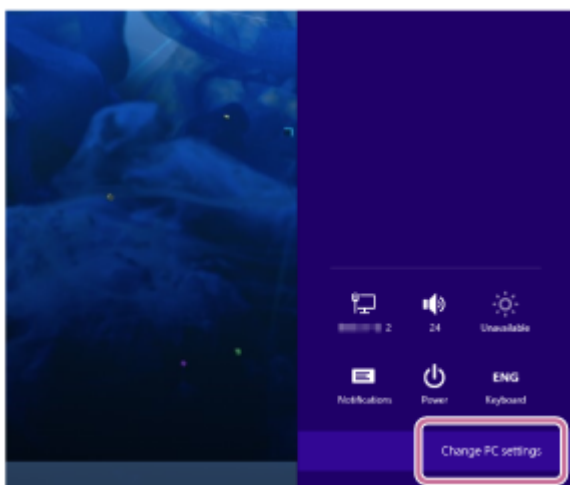 2
24
Unavailable
Notifications
Power
ENG
Keyboard
Change PC settings